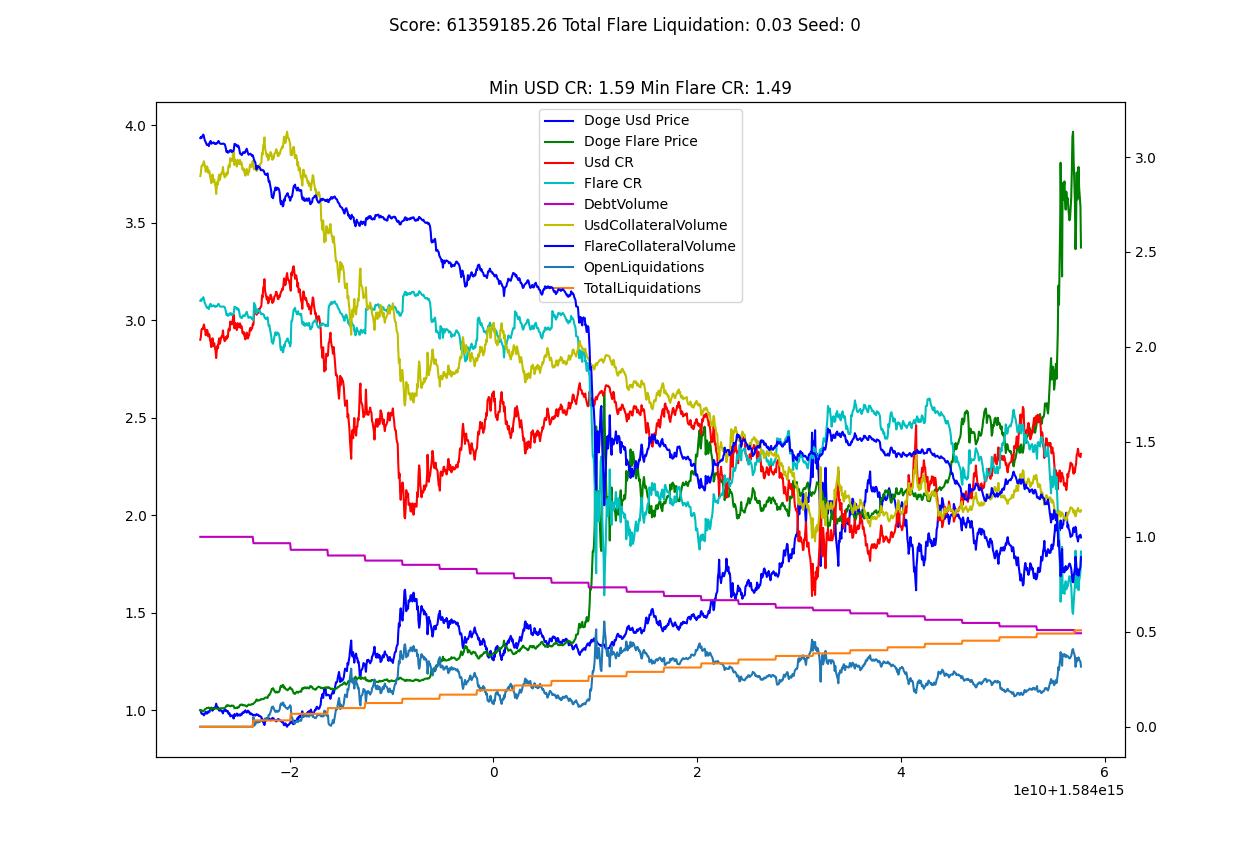 Score: 61359185.26 Total Flare Liquidation: 0.03 Seed: 0
Min USD CR: 1.59 Min Flare CR: 1.49
Doge Usd Price
Doge Flare Price
Usd CR
Flare CR
DebtVolume
UsdCollateralVolume
FlareCollateralVolume
OpenLiquidations
TotalLiquidations
4.0
3.5
3.0
2.5
2.0
1.5
1.0
3.0
2.5
2.0
1.5
1.0
0.5
0.0
−2
0
2
4
6
1e10+1.584e15